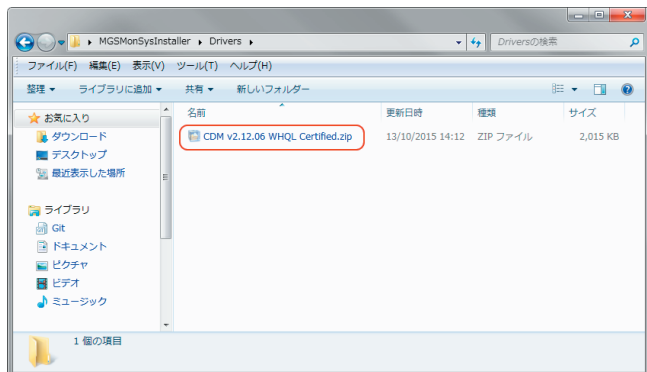 MGSMonSysInstaller ▸ Drivers ▸
Driversの検索
ファイル(F) 編集(E) 表示(V) ツール(T) ヘルプ(H)
整理 ライブラリに追加 共有 新しいフォルダー
お気に入り
ダウンロード
デスクトップ
最近表示した場所
ライブラリ
Git
ドキュメント
ピクチャ
ビデオ
ミュージック
名前 更新日時 種類 サイズ
CDM v2.12.06 WHQL Certified.zip 13/10/2015 14:12 ZIP ファイル 2,015 KB
1 個の項目